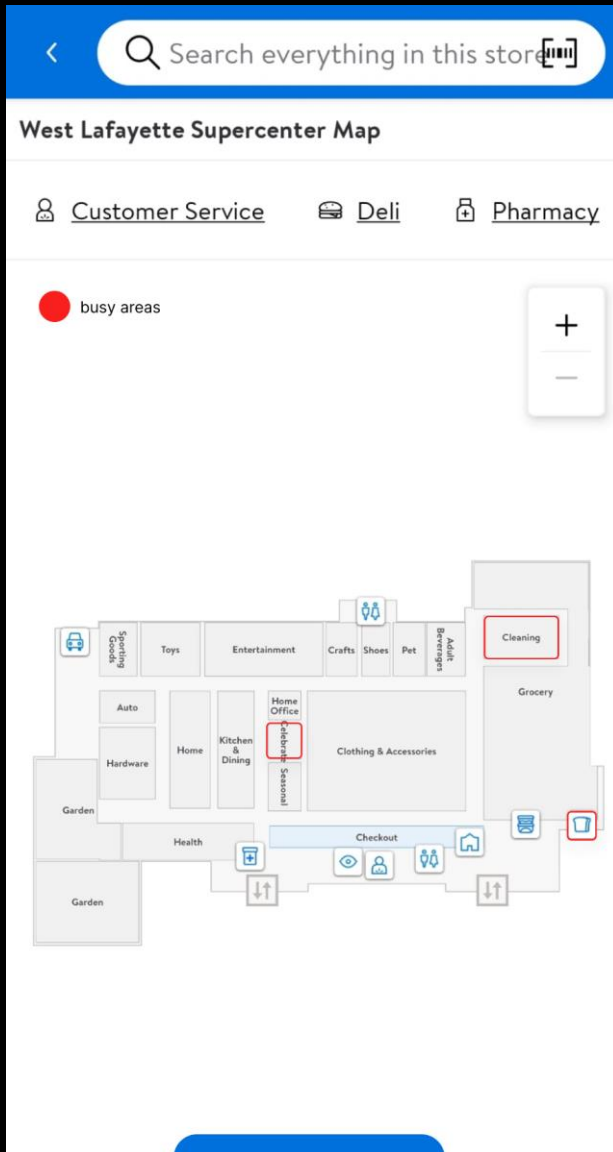 Search everything in this store
West Lafayette Supercenter Map
Customer Service
Deli
Pharmacy
busy areas
+
−
Sporting
Goods
Toys
Entertainment
Crafts
Shoes
Pet
Adult
Beverages
Cleaning
Grocery
Auto
Hardware
Home
Kitchen
&
Dining
Home
Office
Celebrate
Seasonal
Clothing & Accessories
Garden
Health
Checkout
Garden